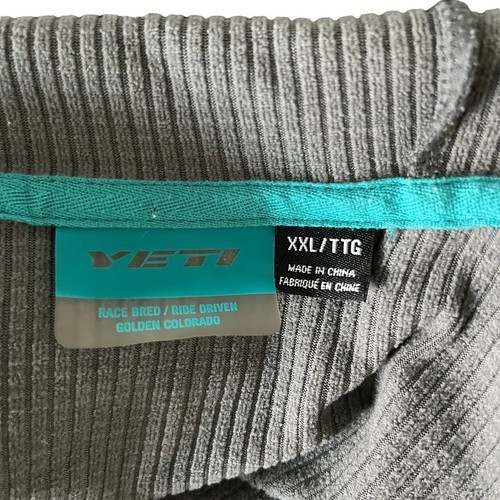 YETI
RACE BRED / RIDE DRIVEN
GOLDEN COLORADO
XXL/TTG
MADE IN CHINA
FABRIQUÉ EN CHINE